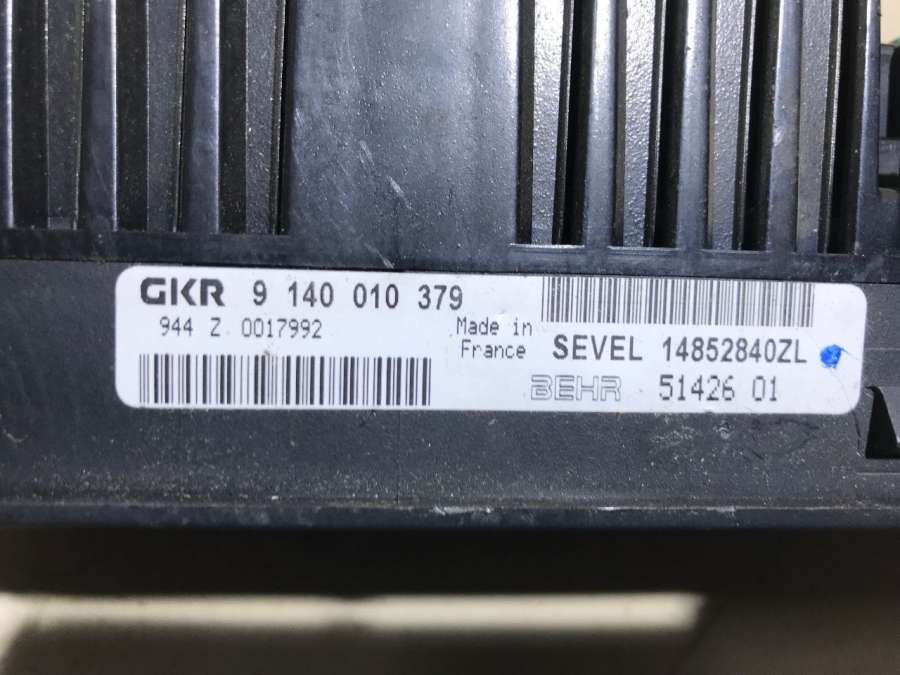 GKR 9 140 010 379
944 Z 0017992
Made in
France
SEVEL 14852840ZL
BEHR 51426 01